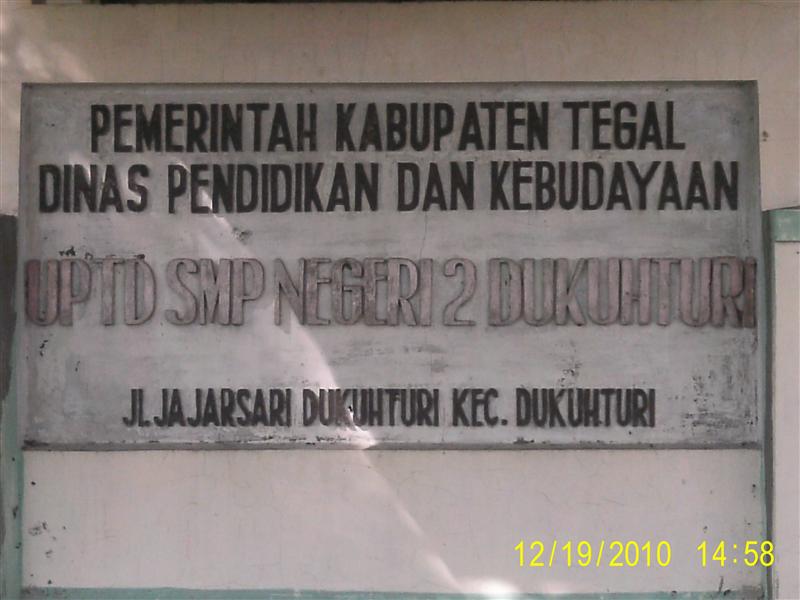 PEMERINTAH KABUPATEN TEGAL
DINAS PENDIDIKAN DAN KEBUDAYAAN
UPTD SMP NEGERI 2 DUKUHTURI
JL.JAJARSARI DUKUHTURI KEC. DUKUHTURI
12/19/2010 14:58